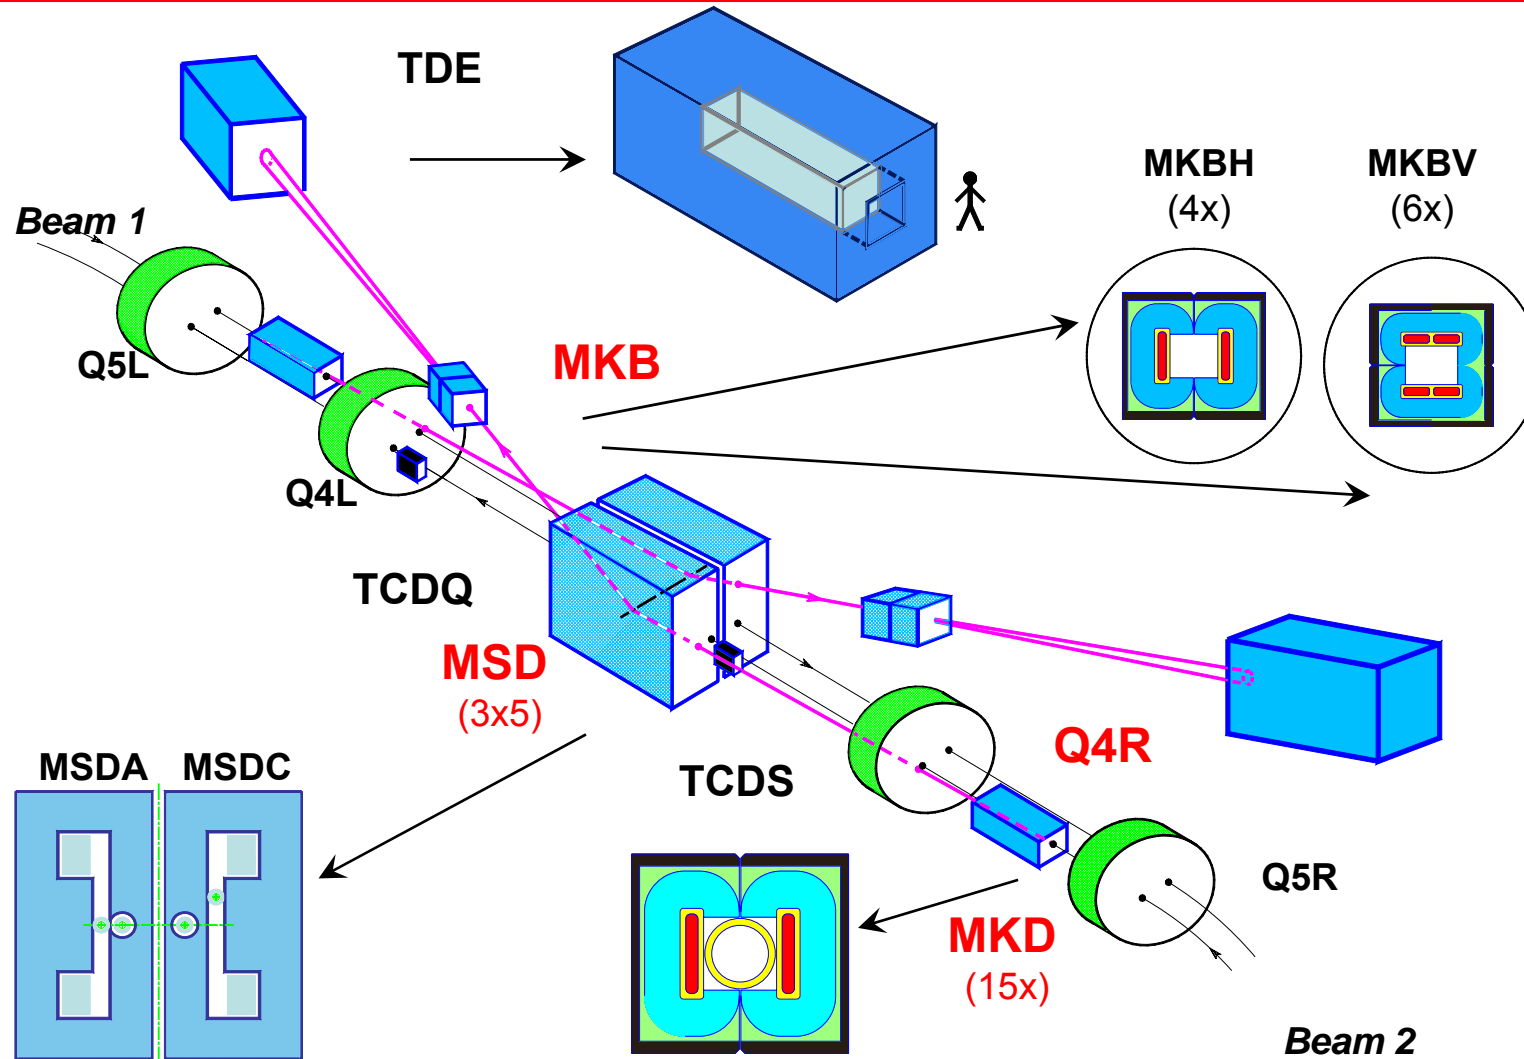 TDE
MKBH
(4x)
MKBV
(6x)
Beam 1
Q5L
MKB
Q4L
TCDQ
MSD
(3x5)
Q4R
MSDA
MSDC
TCDS
Q5R
MKD
(15x)
Beam 2